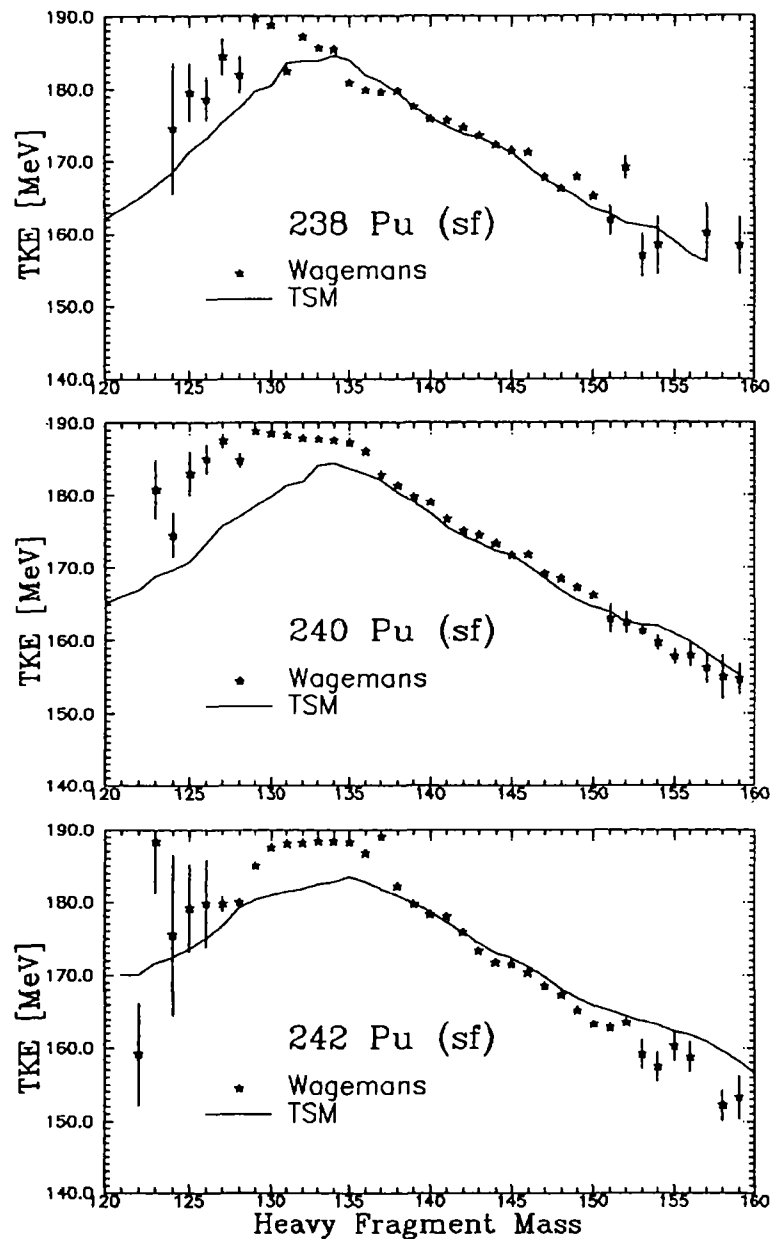 190.0
180.0
170.0
160.0
150.0
140.0
TKE [MeV]
238 Pu (sf)
Wagemans
TSM
120 125 130 135 140 145 150 155 160
190.0
180.0
170.0
160.0
150.0
140.0
TKE [MeV]
240 Pu (sf)
Wagemans
TSM
120 125 130 135 140 145 150 155 160
190.0
180.0
170.0
160.0
150.0
140.0
TKE [MeV]
242 Pu (sf)
Wagemans
TSM
120 125 130 135 140 145 150 155 160
Heavy Fragment Mass